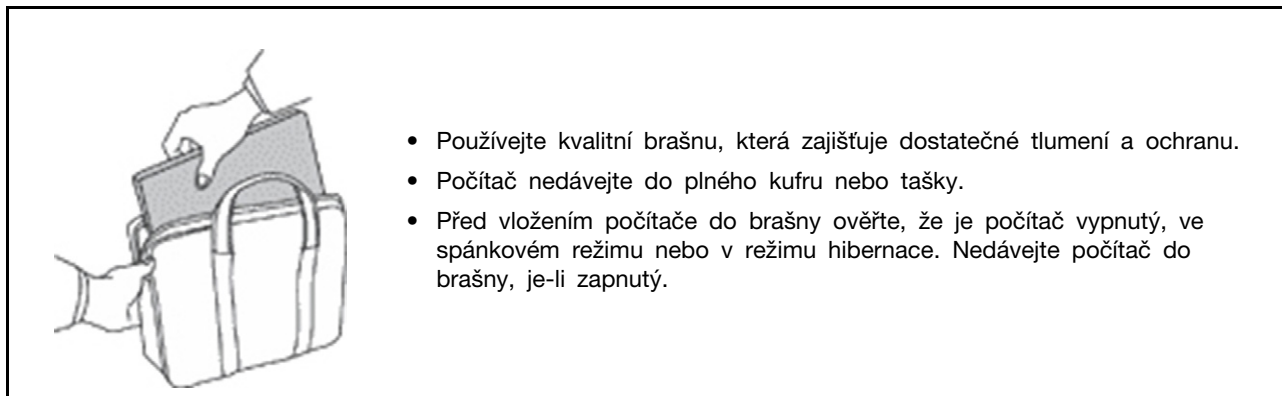 • Používejte kvalitní brašnu, která zajišťuje dostatečné tlumení a ochranu.
• Počítač nedávejte do plného kufru nebo tašky.
• Před vložením počítače do brašny ověřte, že je počítač vypnutý, ve
spánkovém režimu nebo v režimu hibernace. Nedávejte počítač do
brašny, je-li zapnutý.